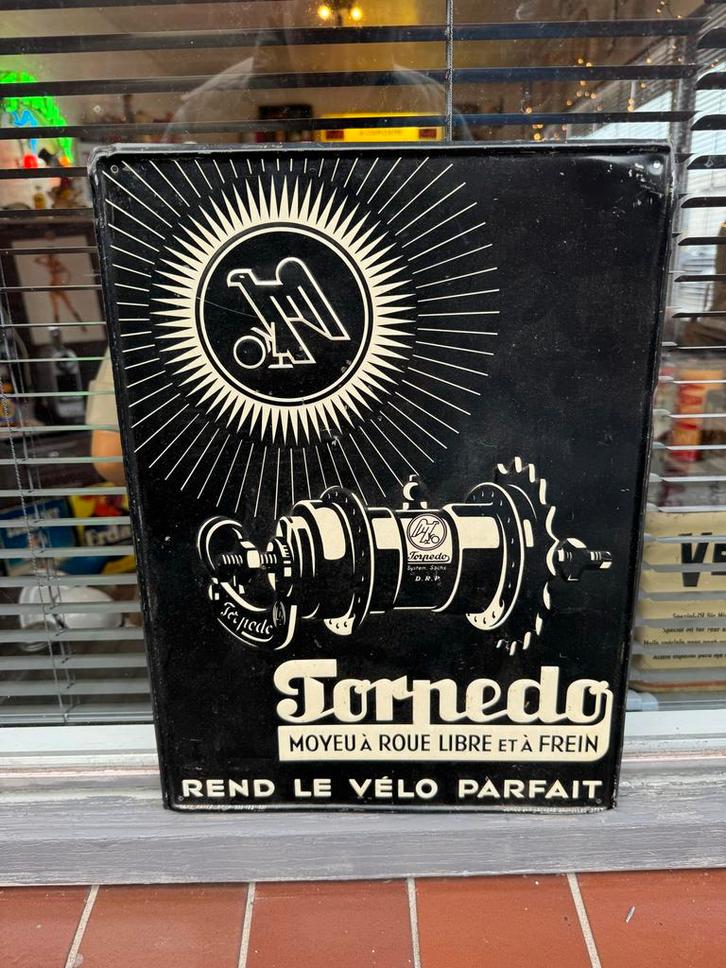 Torpedo
System. Sachs
D.R.P.
Torpedo
Torpedo
MOYEU À ROUE LIBRE ET À FREIN
REND LE VÉLO PARFAIT